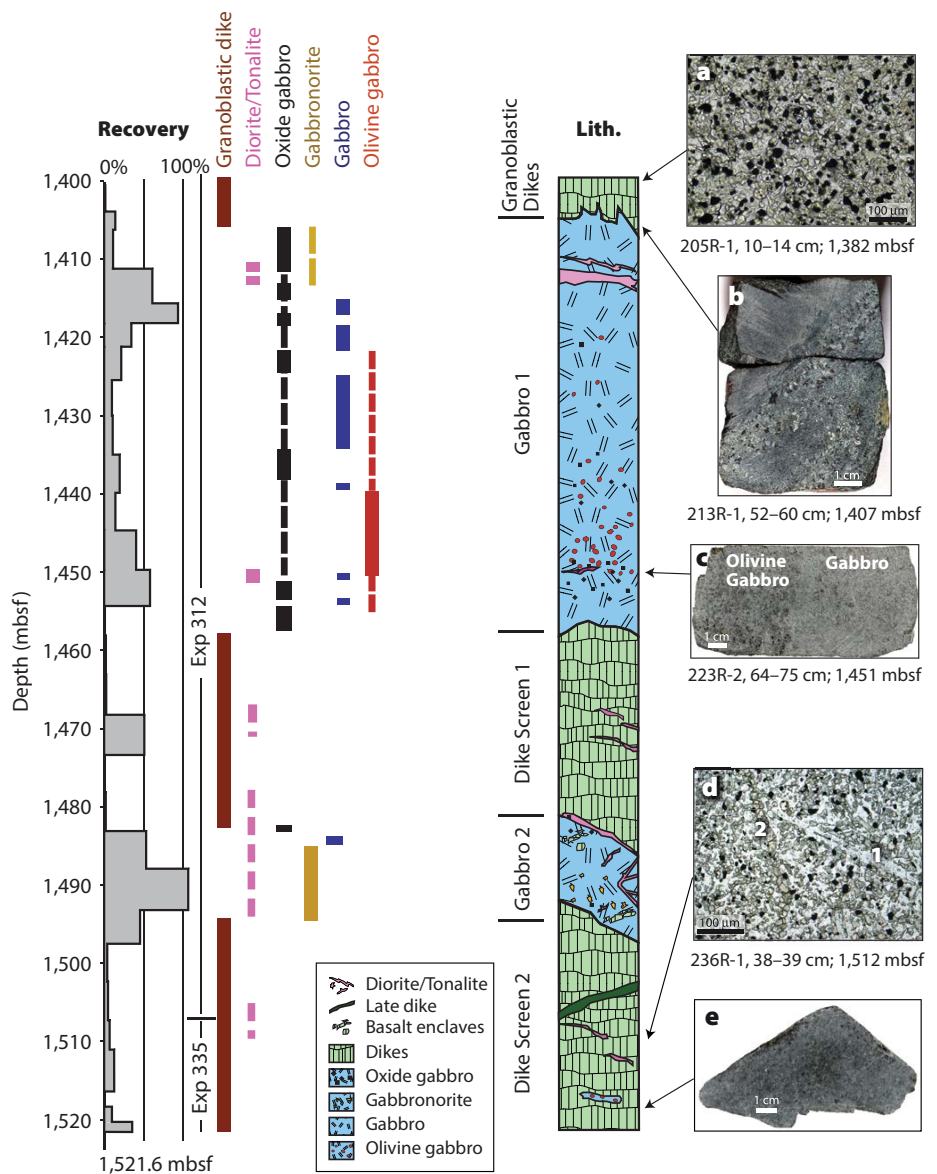 Recovery
0%
100%
Granoblastic dike
Diorite/Tonalite
Oxide gabbro
Gabbronorite
Gabbro
Olivine gabbro
Depth (mbsf)
1,400
1,410
1,420
1,430
1,440
1,450
1,460
1,470
1,480
1,490
1,500
1,510
1,520
1,521.6 mbsf
Exp 312
Exp 335
Lith.
Granoblastic
Dikes
Gabbro 1
Dike Screen 1
Gabbro 2
Dike Screen 2
Diorite/Tonalite
Late dike
Basalt enclaves
Dikes
Oxide gabbro
Gabbronorite
Gabbro
Olivine gabbro
a
100 µm
205R-1, 10–14 cm; 1,382 mbsf
b
1 cm
213R-1, 52–60 cm; 1,407 mbsf
c
Olivine
Gabbro
Gabbro
1 cm
223R-2, 64–75 cm; 1,451 mbsf
d
2
1
100 µm
236R-1, 38–39 cm; 1,512 mbsf
e
1 cm